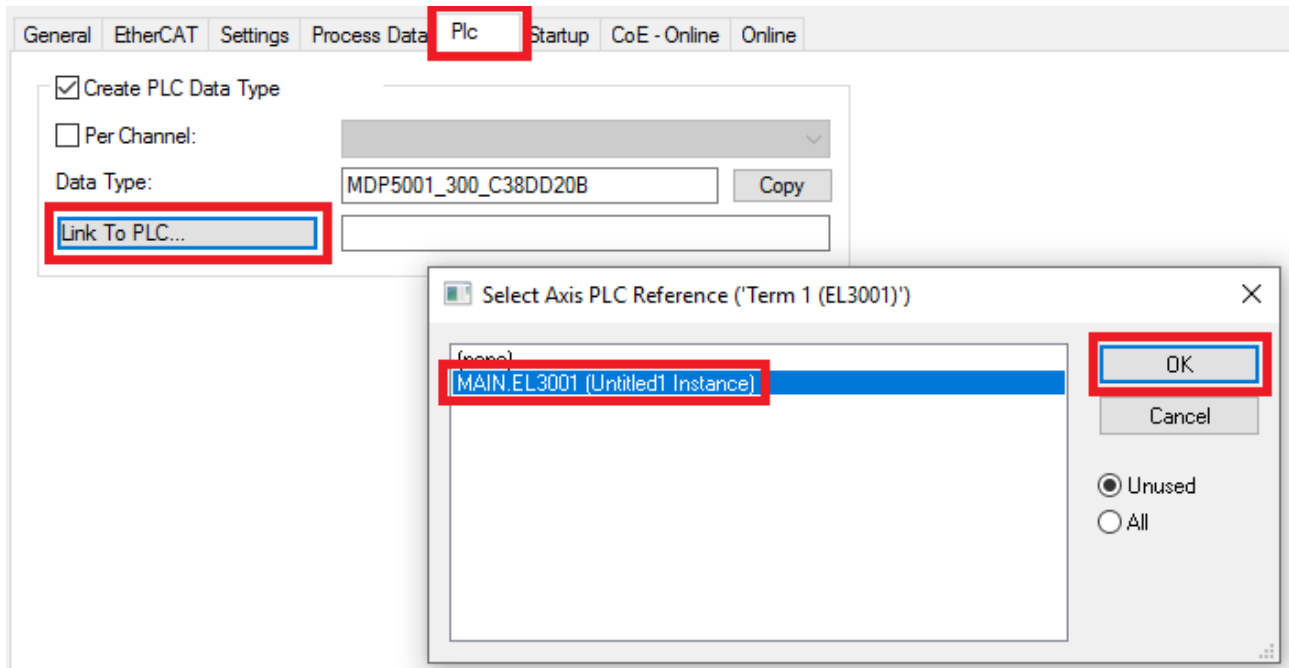 General EtherCAT Settings Process Data Plc Startup CoE - Online Online
Create PLC Data Type
Per Channel:
Data Type: MDP5001_300_C38DD20B Copy
Link To PLC...
Select Axis PLC Reference ('Term 1 (EL3001)')
(none)
MAIN.EL3001 (Untitled1 Instance)
OK
Cancel
Unused
All